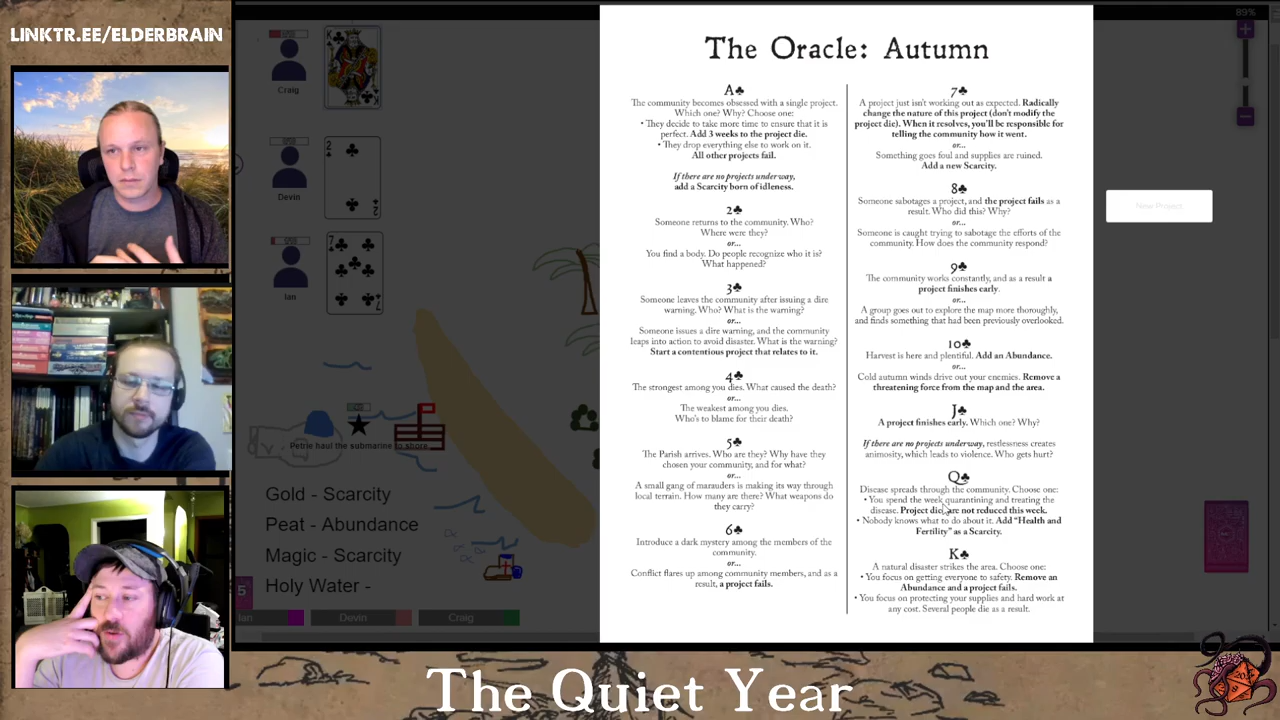 LINKTR.EE/ELDERBRAIN
Craig
K
Devin
2
2
Ian
7
Petrie haul the submarine to shore
Gold - Scarcity
Peat - Abundance
Magic - Scarcity
Holy Water -
5
Ian
Devin
Craig
The Oracle: Autumn
A♣
The community becomes obsessed with a single project.
Which one? Why? Choose one:
• They decide to take more time to ensure that it is
perfect. Add 3 weeks to the project die.
• They drop everything else to work on it.
All other projects fail.
If there are no projects underway,
add a Scarcity born of idleness.
2♣
Someone returns to the community. Who?
Where were they?
or...
You find a body. Do people recognize who it is?
What happened?
3♣
Someone leaves the community after issuing a dire
warning. Who? What is the warning?
or...
Someone issues a dire warning, and the community
leaps into action to avoid disaster. What is the warning?
Start a contentious project that relates to it.
4♣
The strongest among you dies. What caused the death?
or...
The weakest among you dies.
Who's to blame for their death?
5♣
The Parish arrives. Who are they? Why have they
chosen your community, and for what?
or...
A small gang of marauders is making its way through
local terrain. How many are there? What weapons do
they carry?
6♣
Introduce a dark mystery among the members of the
community.
or...
Conflict flares up among community members, and as a
result, a project fails.
7♣
A project just isn't working out as expected. Radically
change the nature of this project (don't modify the
project die). When it resolves, you'll be responsible for
telling the community how it went.
or...
Something goes foul and supplies are ruined.
Add a new Scarcity.
8♣
Someone sabotages a project, and the project fails as a
result. Who did this? Why?
or...
Someone is caught trying to sabotage the efforts of the
community. How does the community respond?
9♣
The community works constantly, and as a result a
project finishes early.
or...
A group goes out to explore the map more thoroughly,
and finds something that had been previously overlooked.
10♣
Harvest is here and plentiful. Add an Abundance.
or...
Cold autumn winds drive out your enemies. Remove a
threatening force from the map and the area.
J♣
A project finishes early. Which one? Why?
If there are no projects underway, restlessness creates
animosity, which leads to violence. Who gets hurt?
Q♣
Disease spreads through the community. Choose one:
• You spend the week quarantining and treating the
disease. Project dice are not reduced this week.
• Nobody knows what to do about it. Add "Health and
Fertility" as a Scarcity.
K♣
A natural disaster strikes the area. Choose one:
• You focus on getting everyone to safety. Remove an
Abundance and a project fails.
• You focus on protecting your supplies and hard work at
any cost. Several people die as a result.
89%
New Project
The Quiet Year